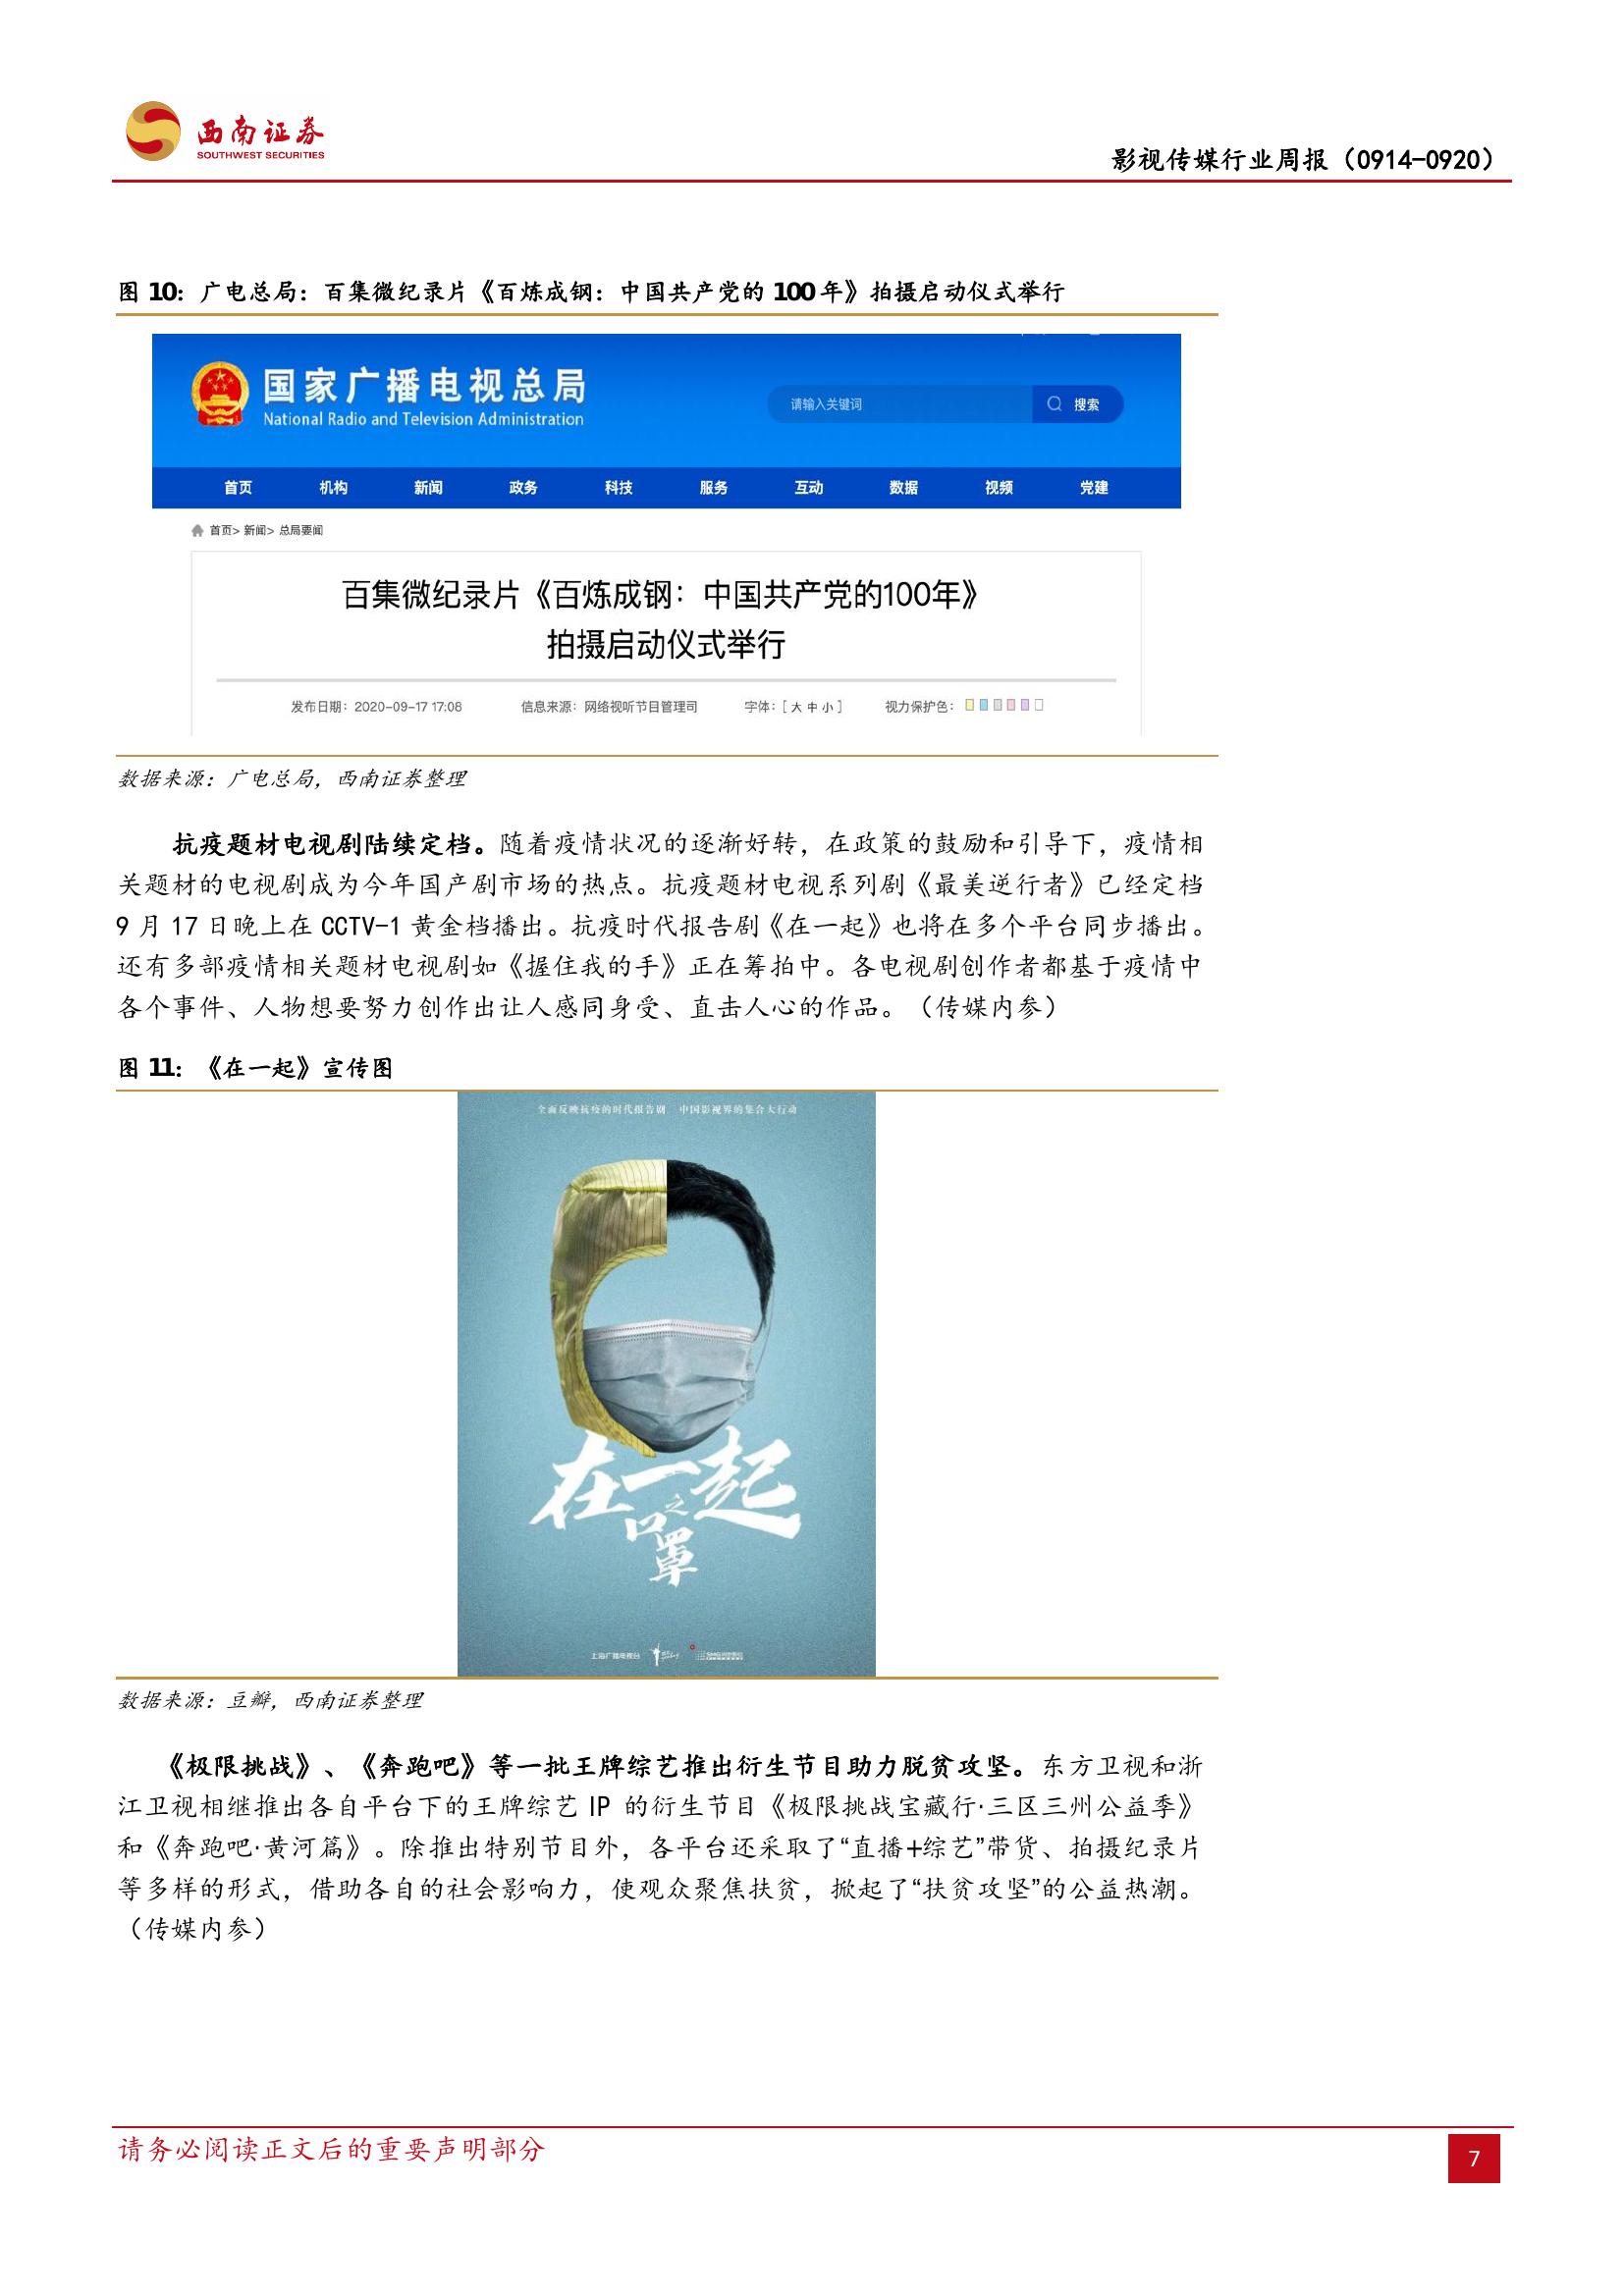 西南证券
SOUTHWEST SECURITIES
影视传媒行业周报（0914-0920）
图 10：广电总局：百集微纪录片《百炼成钢：中国共产党的 100 年》拍摄启动仪式举行
国家广播电视总局
National Radio and Television Administration
请输入关键词 搜索
首页 机构 新闻 政务 科技 服务 互动 数据 视频 党建
首页> 新闻> 总局要闻
百集微纪录片《百炼成钢：中国共产党的100年》
拍摄启动仪式举行
发布日期：2020-09-17 17:08 信息来源：网络视听节目管理司 字体：[ 大 中 小 ] 视力保护色：
数据来源：广电总局，西南证券整理
抗疫题材电视剧陆续定档。随着疫情状况的逐渐好转，在政策的鼓励和引导下，疫情相
关题材的电视剧成为今年国产剧市场的热点。抗疫题材电视系列剧《最美逆行者》已经定档
9 月 17 日晚上在 CCTV-1 黄金档播出。抗疫时代报告剧《在一起》也将在多个平台同步播出。
还有多部疫情相关题材电视剧如《握住我的手》正在筹拍中。各电视剧创作者都基于疫情中
各个事件、人物想要努力创作出让人感同身受、直击人心的作品。（传媒内参）
图 11：《在一起》宣传图
全面反映抗疫的时代报告剧 中国影视界的集合大行动
在一起
之
口罩
上海广播电视台
数据来源：豆瓣，西南证券整理
《极限挑战》、《奔跑吧》等一批王牌综艺推出衍生节目助力脱贫攻坚。东方卫视和浙
江卫视相继推出各自平台下的王牌综艺 IP 的衍生节目《极限挑战宝藏行·三区三州公益季》
和《奔跑吧·黄河篇》。除推出特别节目外，各平台还采取了“直播+综艺”带货、拍摄纪录片
等多样的形式，借助各自的社会影响力，使观众聚焦扶贫，掀起了“扶贫攻坚”的公益热潮。
（传媒内参）
请务必阅读正文后的重要声明部分
7